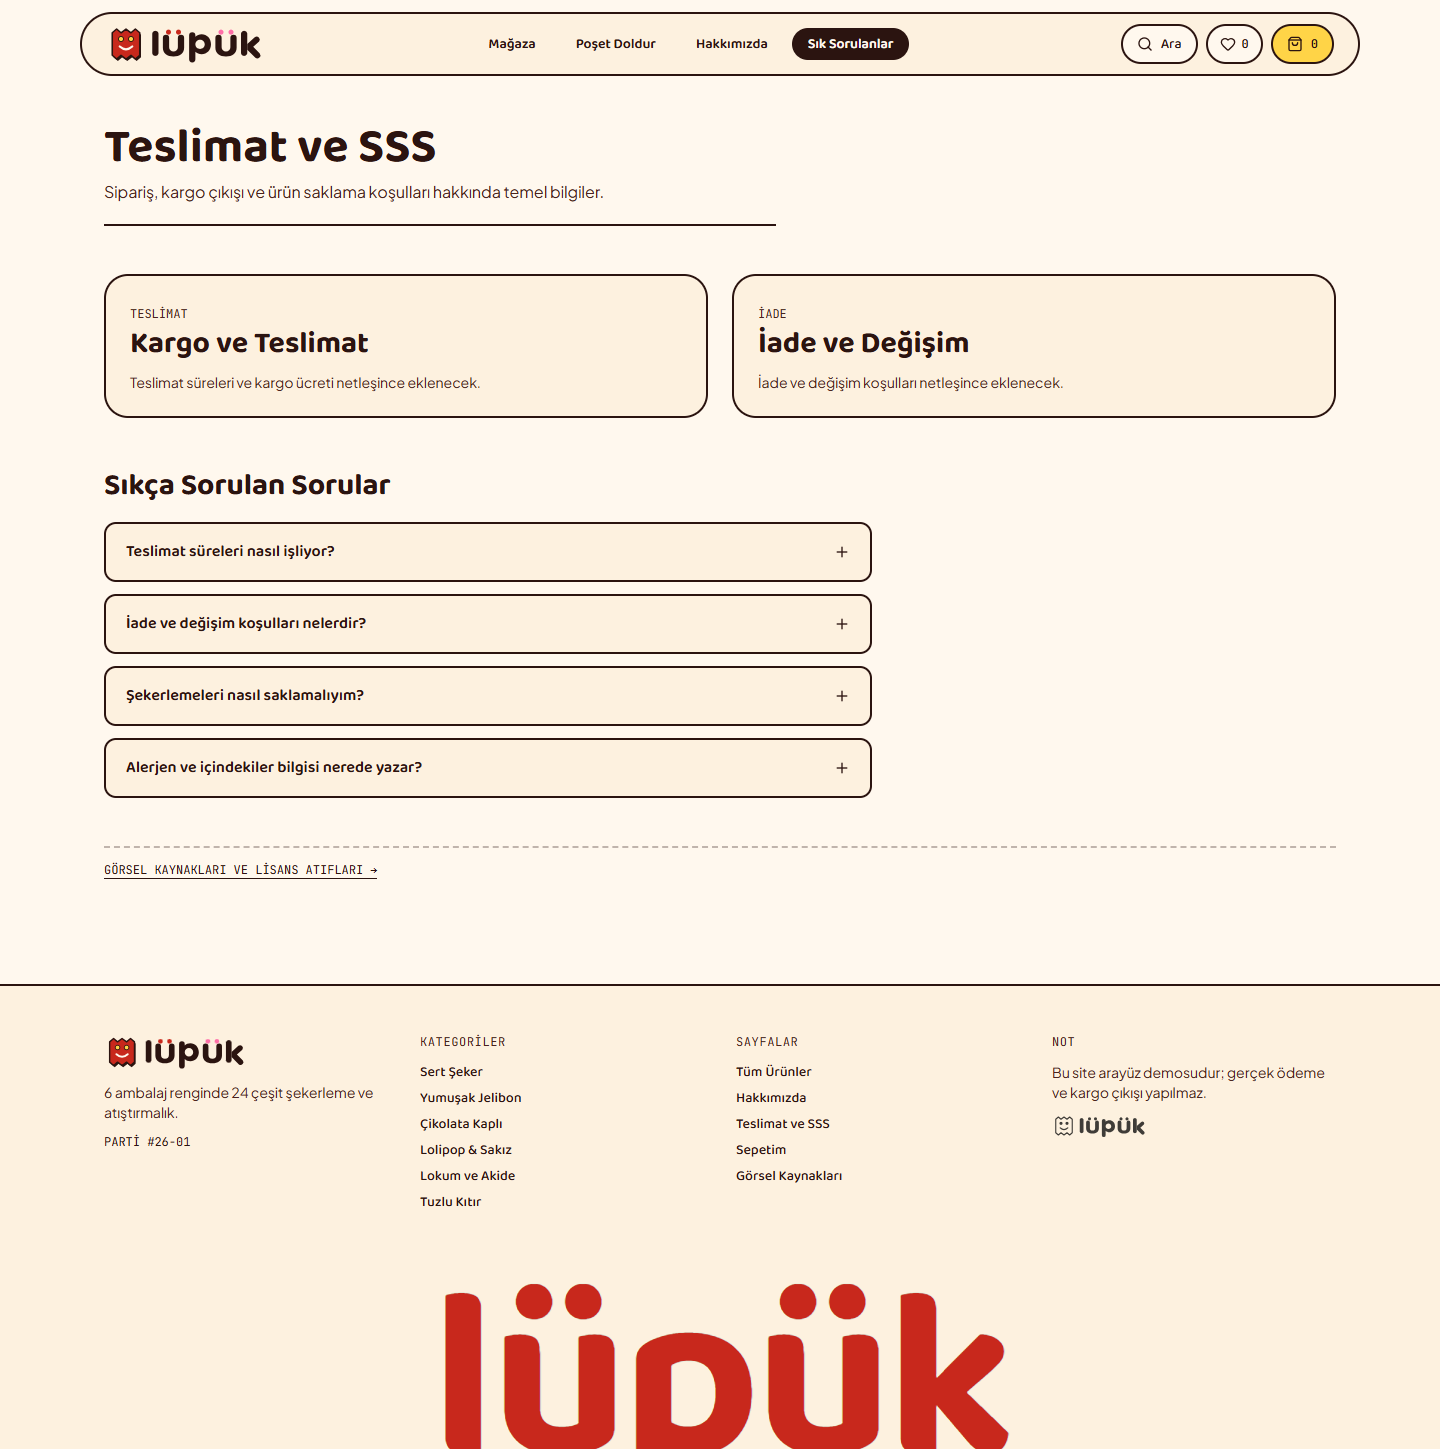 lüpük
Mağaza
Poşet Doldur
Hakkımızda
Sık Sorulanlar
Ara
0
0
Teslimat ve SSS
Sipariş, kargo çıkışı ve ürün saklama koşulları hakkında temel bilgiler.
TESLİMAT
Kargo ve Teslimat
Teslimat süreleri ve kargo ücreti netleşince eklenecek.
İADE
İade ve Değişim
İade ve değişim koşulları netleşince eklenecek.
Sıkça Sorulan Sorular
Teslimat süreleri nasıl işliyor?
İade ve değişim koşulları nelerdir?
Şekerlemeleri nasıl saklamalıyım?
Alerjen ve içindekiler bilgisi nerede yazar?
GÖRSEL KAYNAKLARI VE LİSANS ATIFLARI →
lüpük
6 ambalaj renginde 24 çeşit şekerleme ve
atıştırmalık.
PARTİ #26-01
KATEGORİLER
Sert Şeker
Yumuşak Jelibon
Çikolata Kaplı
Lolipop & Sakız
Lokum ve Akide
Tuzlu Kıtır
SAYFALAR
Tüm Ürünler
Hakkımızda
Teslimat ve SSS
Sepetim
Görsel Kaynakları
NOT
Bu site arayüz demosudur; gerçek ödeme
ve kargo çıkışı yapılmaz.
lüpük
lüpük